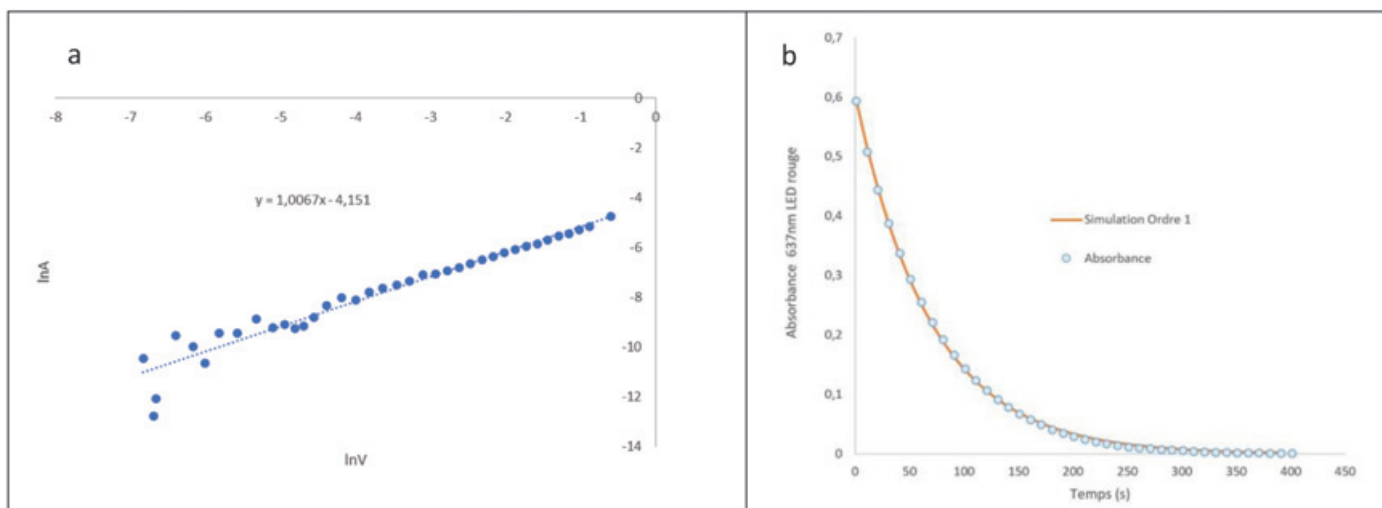 a
-8 -7 -6 -5 -4 -3 -2 -1 0
0
-2
-4
-6
-8
-10
-12
-14
y = 1,0067x - 4,151
lnA
lnV
b
0,7
0,6
0,5
0,4
0,3
0,2
0,1
0
Absorbance 637nm LED rouge
Simulation Ordre 1
Absorbance
0 50 100 150 200 250 300 350 400 450
Temps (s)